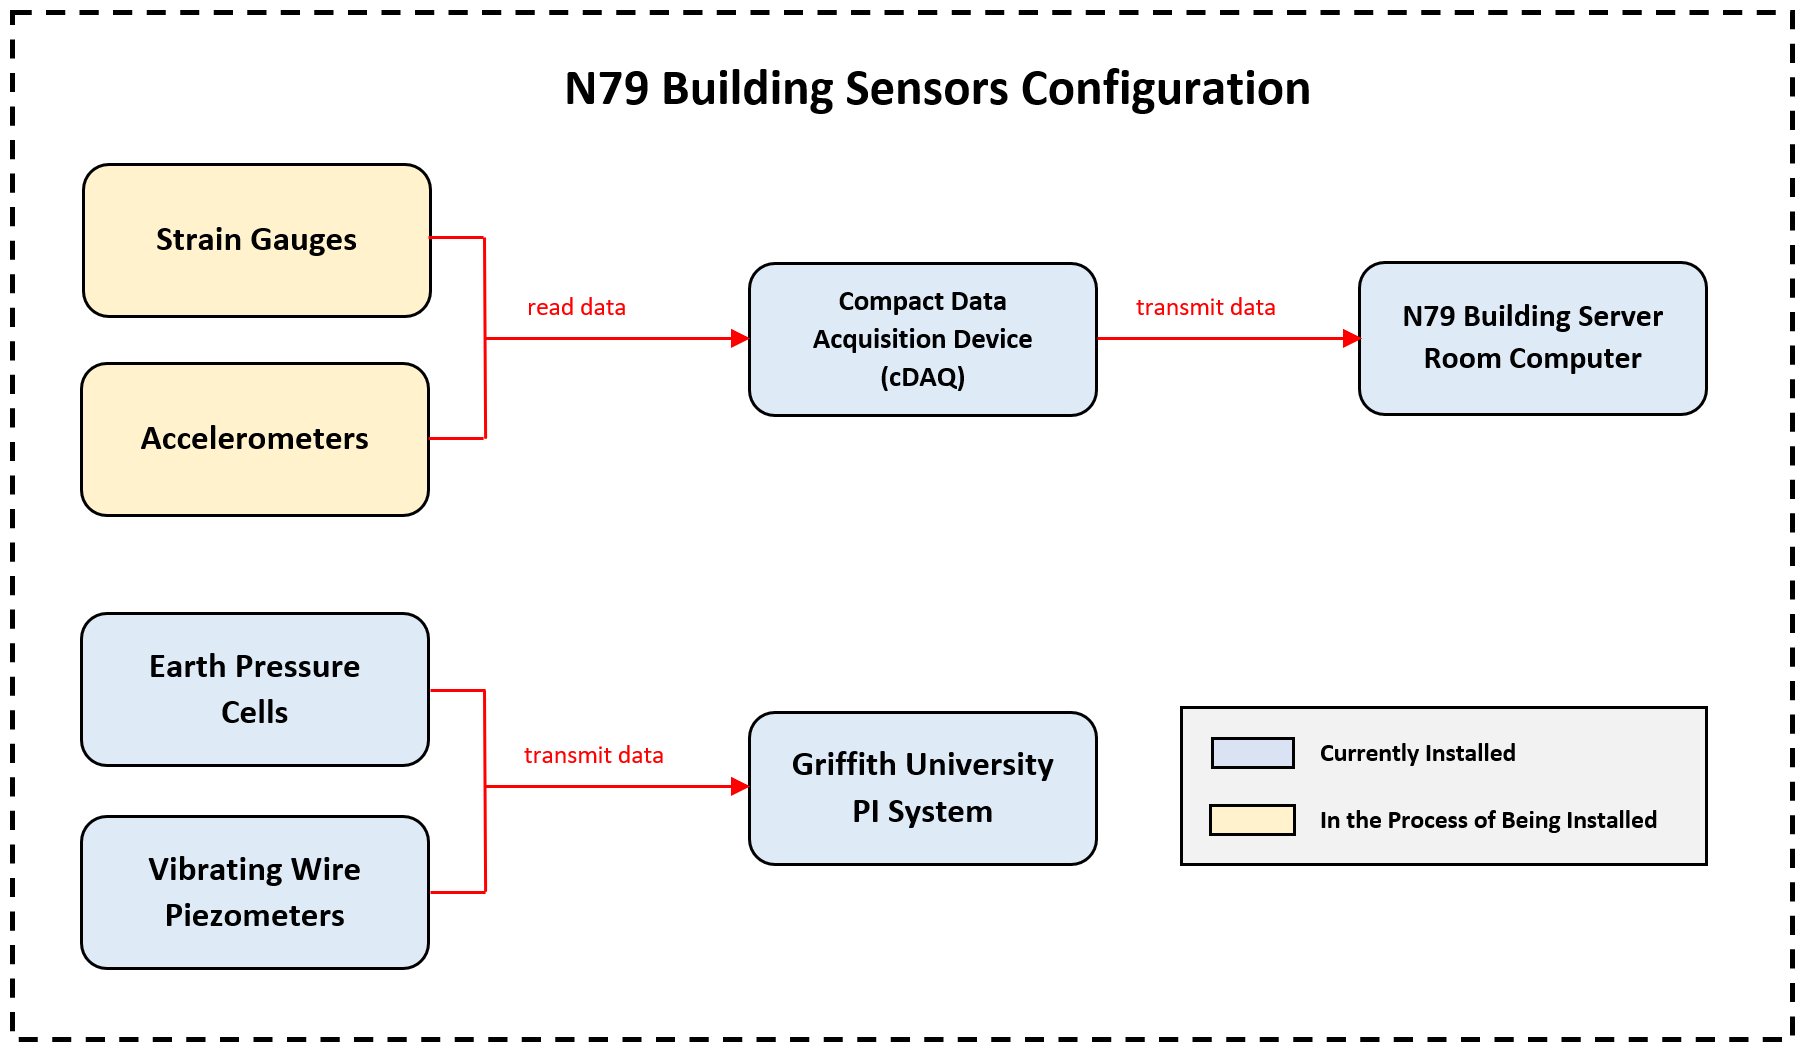 N79 Building Sensors Configuration
Strain Gauges
Accelerometers
read data
Compact Data
Acquisition Device
(cDAQ)
transmit data
N79 Building Server
Room Computer
Earth Pressure
Cells
Vibrating Wire
Piezometers
transmit data
Griffith University
PI System
Currently Installed
In the Process of Being Installed